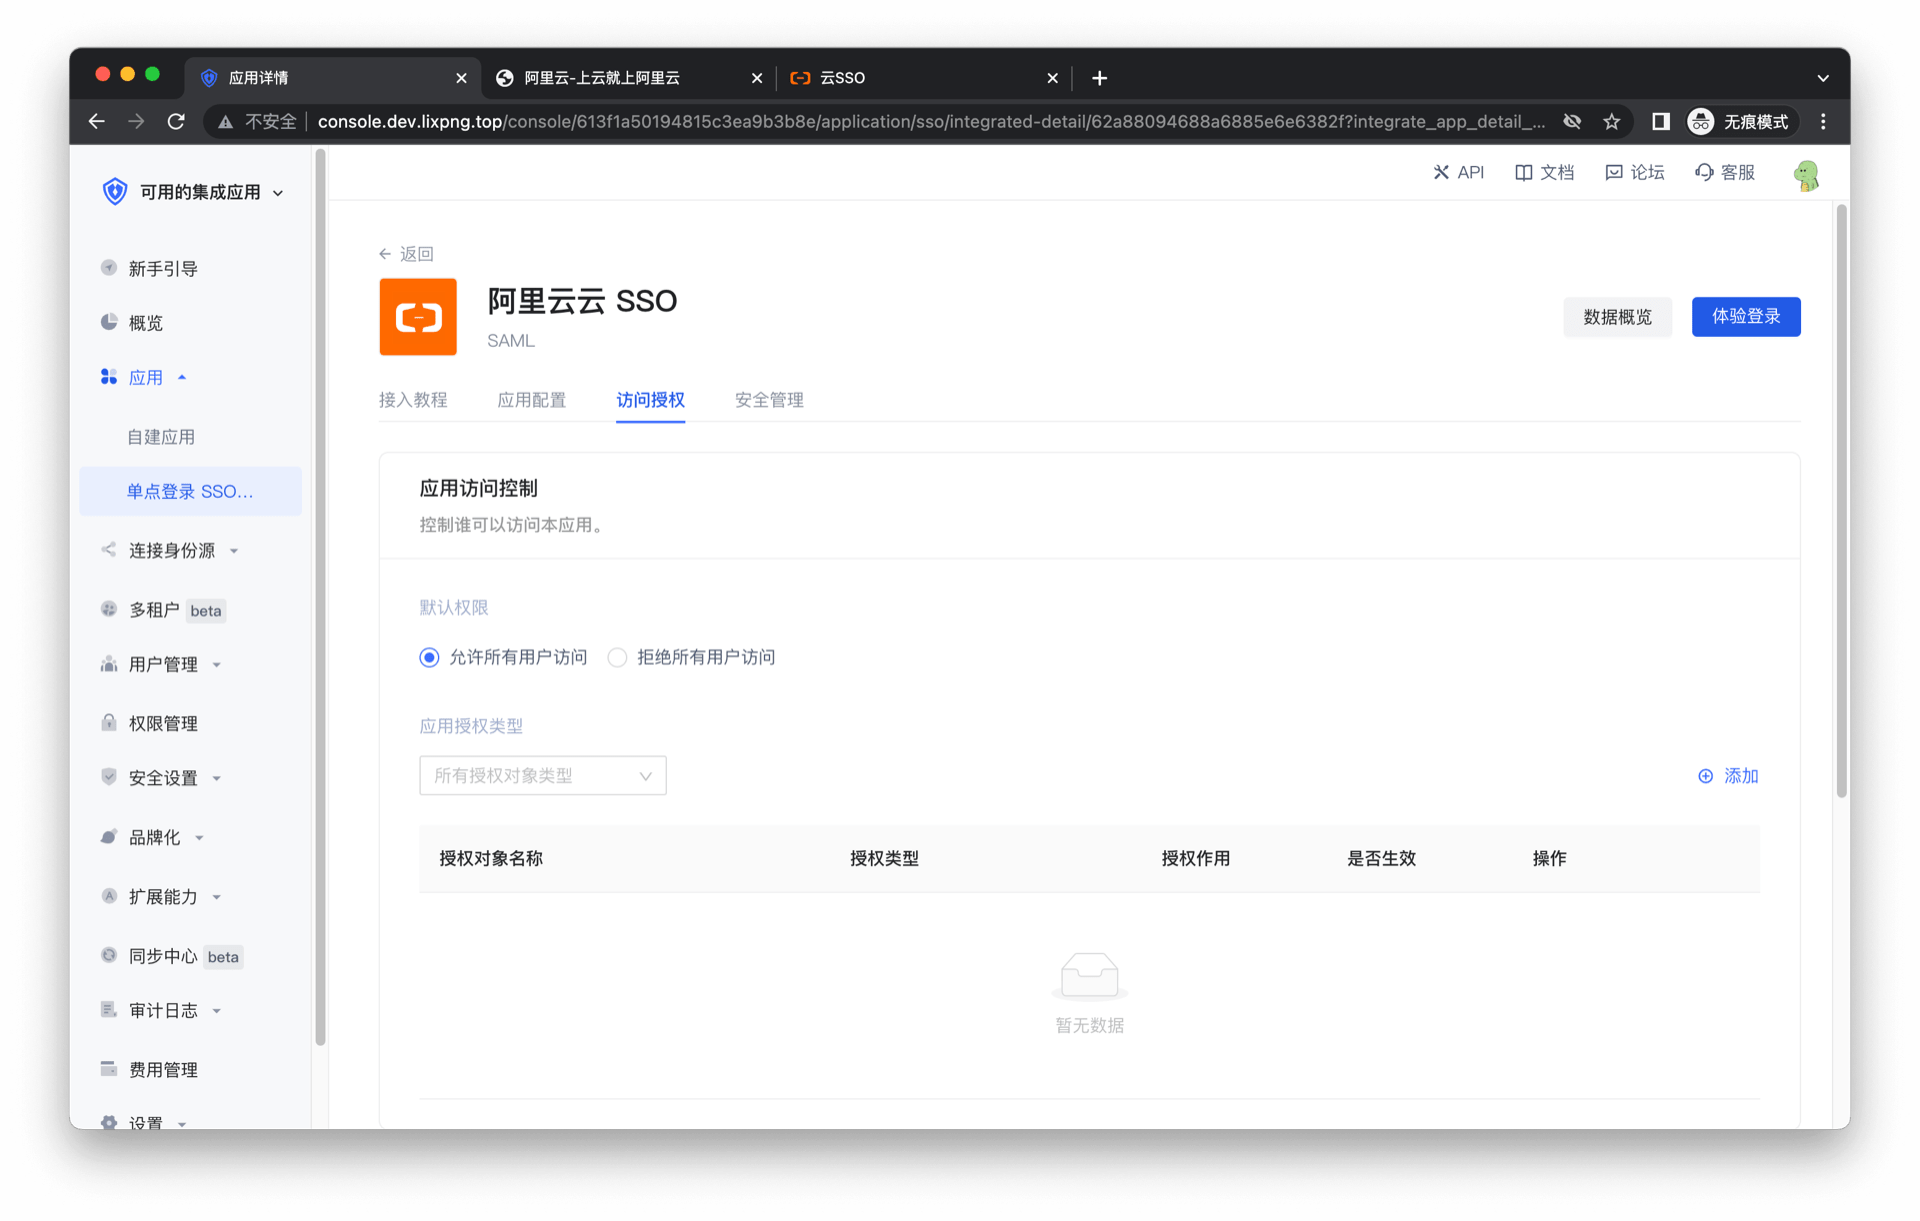 应用详情
阿里云-上云就上阿里云
云SSO
不安全
console.dev.lixpng.top/console/613f1a50194815c3ea9b3b8e/application/sso/integrated-detail/62a88094688a6885e6e6382f?integrate_app_detail_...
无痕模式
可用的集成应用
API
文档
论坛
客服
新手引导
概览
应用
自建应用
单点登录 SSO...
连接身份源
多租户 beta
用户管理
权限管理
安全设置
品牌化
扩展能力
同步中心 beta
审计日志
费用管理
设置
返回
阿里云云 SSO
SAML
数据概览
体验登录
接入教程
应用配置
访问授权
安全管理
应用访问控制
控制谁可以访问本应用。
默认权限
允许所有用户访问
拒绝所有用户访问
应用授权类型
所有授权对象类型
添加
授权对象名称
授权类型
授权作用
是否生效
操作
暂无数据